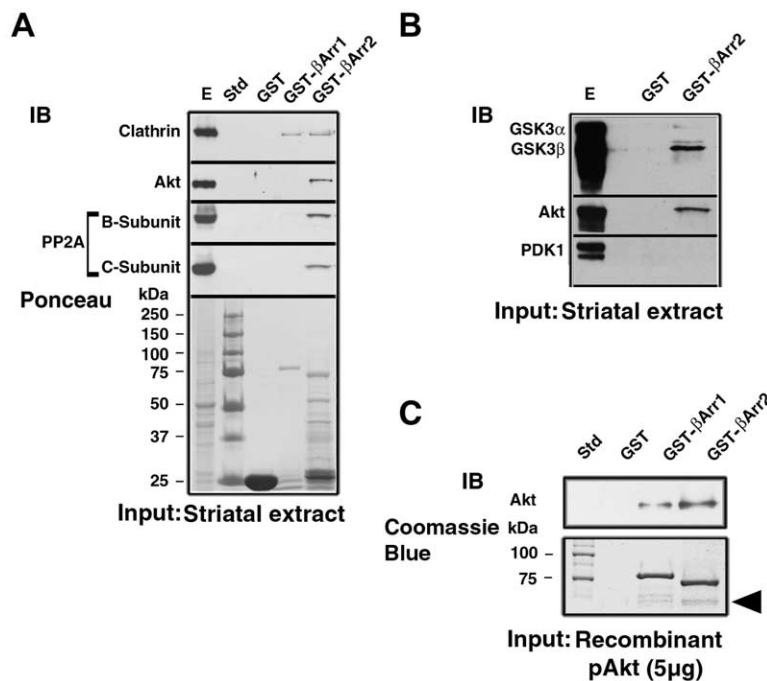 A
E Std GST GST-βArr1 GST-βArr2
IB
Clathrin
Akt
PP2A
B-Subunit
C-Subunit
Ponceau
kDa
250
150
100
75
50
37
25
Input: Striatal extract
B
E GST GST-βArr2
IB
GSK3α
GSK3β
Akt
PDK1
Input: Striatal extract
C
Std GST GST-βArr1 GST-βArr2
IB
Akt
Coomassie
Blue
kDa
100
75
Input: Recombinant
pAkt (5μg)